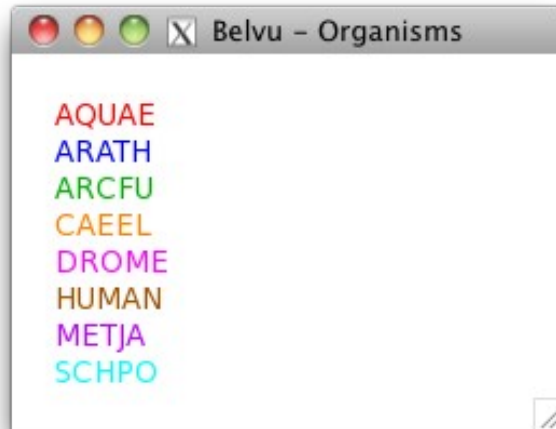 Belvu - Organisms
AQUAE
ARATH
ARCFU
CAEEL
DROME
HUMAN
METJA
SCHPO